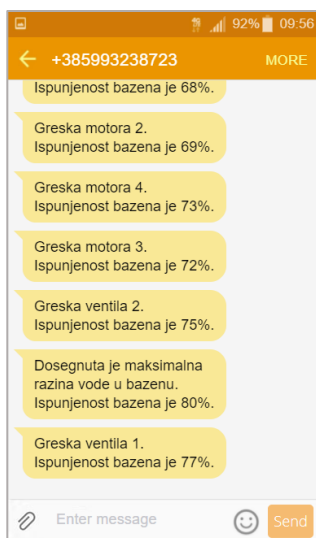 92% 09:56
+385993238723 MORE
Ispunjenost bazena je 68%.
Greska motora 2.
Ispunjenost bazena je 69%.
Greska motora 4.
Ispunjenost bazena je 73%.
Greska motora 3.
Ispunjenost bazena je 72%.
Greska ventila 2.
Ispunjenost bazena je 75%.
Dosegnuta je maksimalna
razina vode u bazenu.
Ispunjenost bazena je 80%.
Greska ventila 1.
Ispunjenost bazena je 77%.
Enter message Send